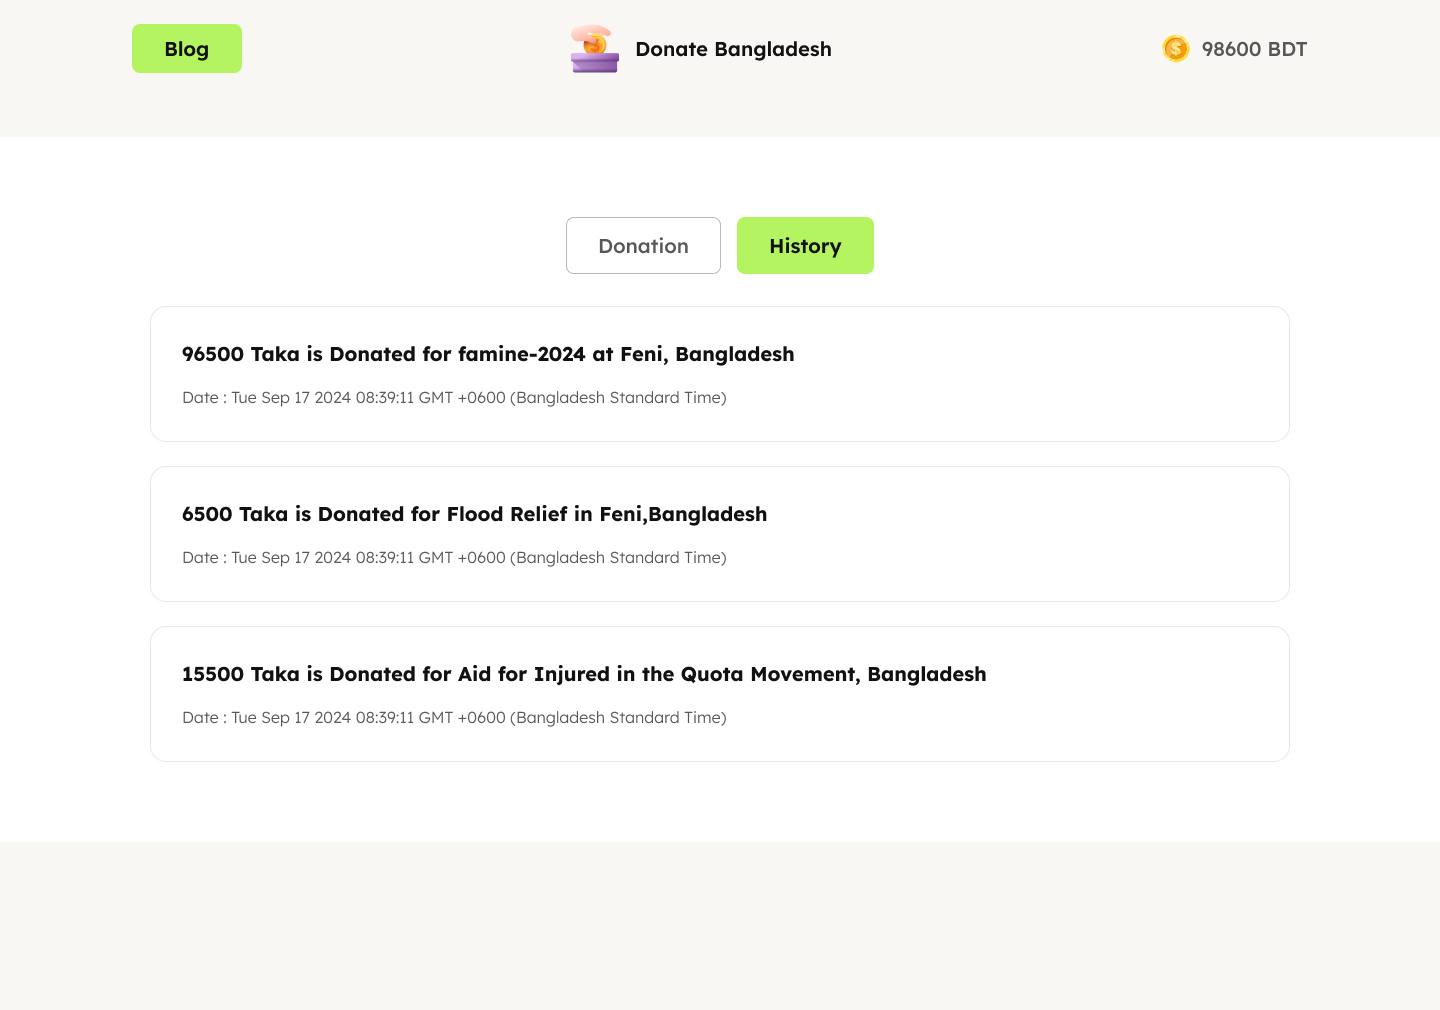 Blog
Donate Bangladesh
98600 BDT
Donation
History
96500 Taka is Donated for famine-2024 at Feni, Bangladesh
Date : Tue Sep 17 2024 08:39:11 GMT +0600 (Bangladesh Standard Time)
6500 Taka is Donated for Flood Relief in Feni,Bangladesh
Date : Tue Sep 17 2024 08:39:11 GMT +0600 (Bangladesh Standard Time)
15500 Taka is Donated for Aid for Injured in the Quota Movement, Bangladesh
Date : Tue Sep 17 2024 08:39:11 GMT +0600 (Bangladesh Standard Time)